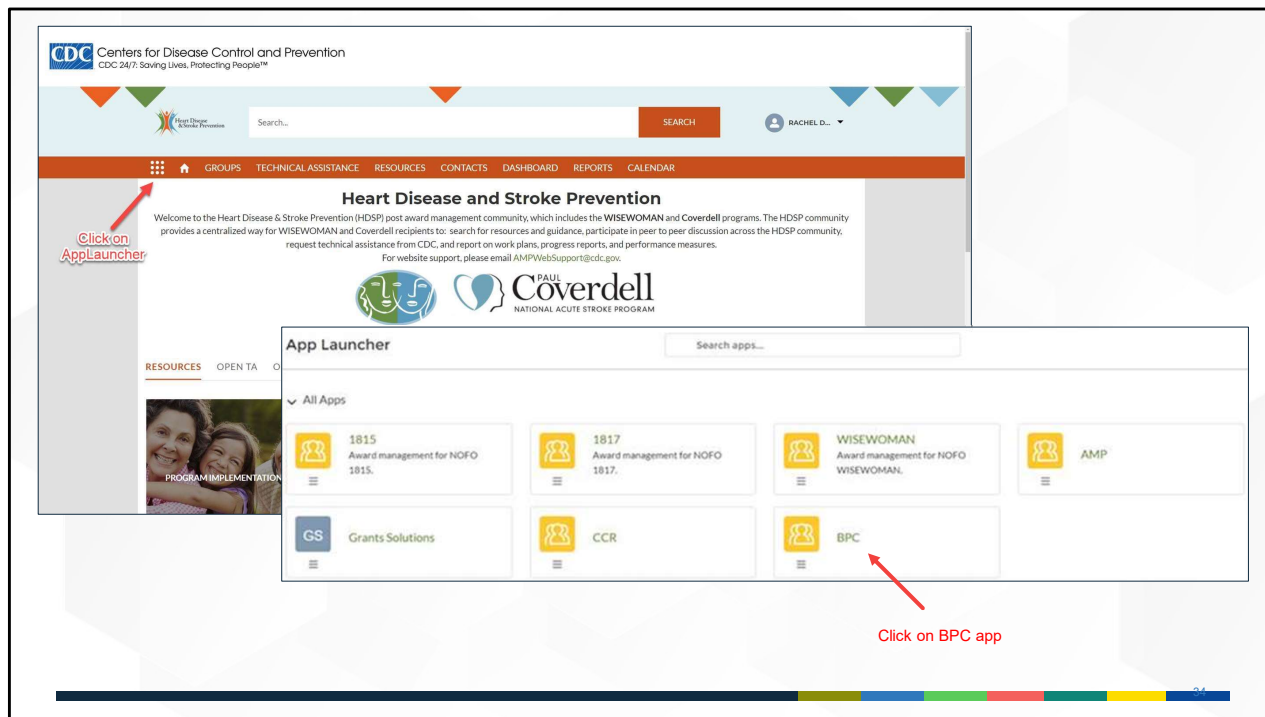 CDC Centers for Disease Control and Prevention
CDC 24/7: Saving Lives, Protecting People™
Heart Disease
&Stroke Prevention
Search...
SEARCH
RACHEL D...
GROUPS TECHNICAL ASSISTANCE RESOURCES CONTACTS DASHBOARD REPORTS CALENDAR
Click on
AppLauncher
Heart Disease and Stroke Prevention
Welcome to the Heart Disease & Stroke Prevention (HDSP) post award management community, which includes the WISEWOMAN and Coverdell programs. The HDSP community
provides a centralized way for WISEWOMAN and Coverdell recipients to: search for resources and guidance, participate in peer to peer discussion across the HDSP community,
request technical assistance from CDC, and report on work plans, progress reports, and performance measures.
For website support, please email AMPWebSupport@cdc.gov.
PAUL
Coverdell
NATIONAL ACUTE STROKE PROGRAM
RESOURCES OPEN TA O
PROGRAM IMPLEMENTATION
App Launcher
Search apps...
All Apps
1815
Award management for NOFO
1815.
1817
Award management for NOFO
1817.
WISEWOMAN
Award management for NOFO
WISEWOMAN.
AMP
GS Grants Solutions
CCR
BPC
Click on BPC app
34